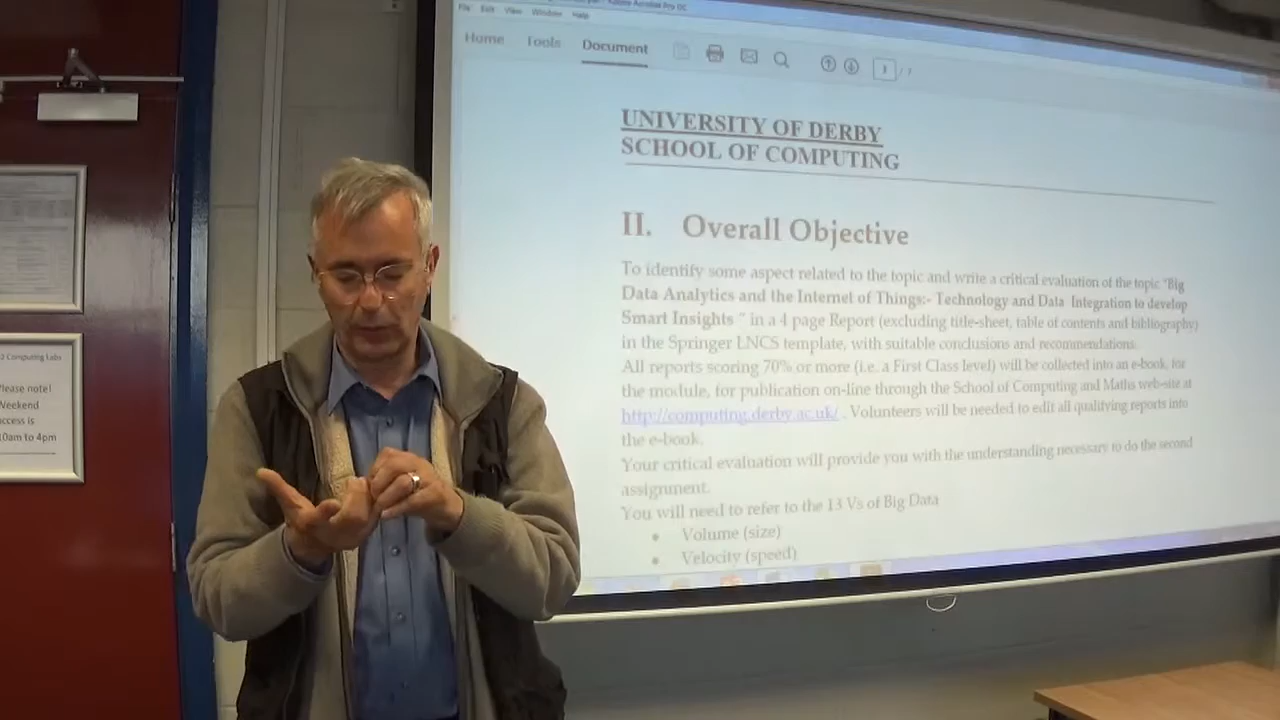 File Edit View Window Help
Home Tools Document
UNIVERSITY OF DERBY
SCHOOL OF COMPUTING
II. Overall Objective
To identify some aspect related to the topic and write a critical evaluation of the topic "Big
Data Analytics and the Internet of Things:- Technology and Data Integration to develop
Smart Insights " in a 4 page Report (excluding title-sheet, table of contents and bibliography)
in the Springer LNCS template, with suitable conclusions and recommendations.
All reports scoring 70% or more (i.e. a First Class level) will be collected into an e-book, for
the module, for publication on-line through the School of Computing and Maths web-site at
http://computing.derby.ac.uk/ . Volunteers will be needed to edit all qualifying reports into
the e-book.
Your critical evaluation will provide you with the understanding necessary to do the second
assignment.
You will need to refer to the 13 Vs of Big Data
• Volume (size)
• Velocity (speed)
Computing Labs
Please note!
Weekend
access is
10am to 4pm